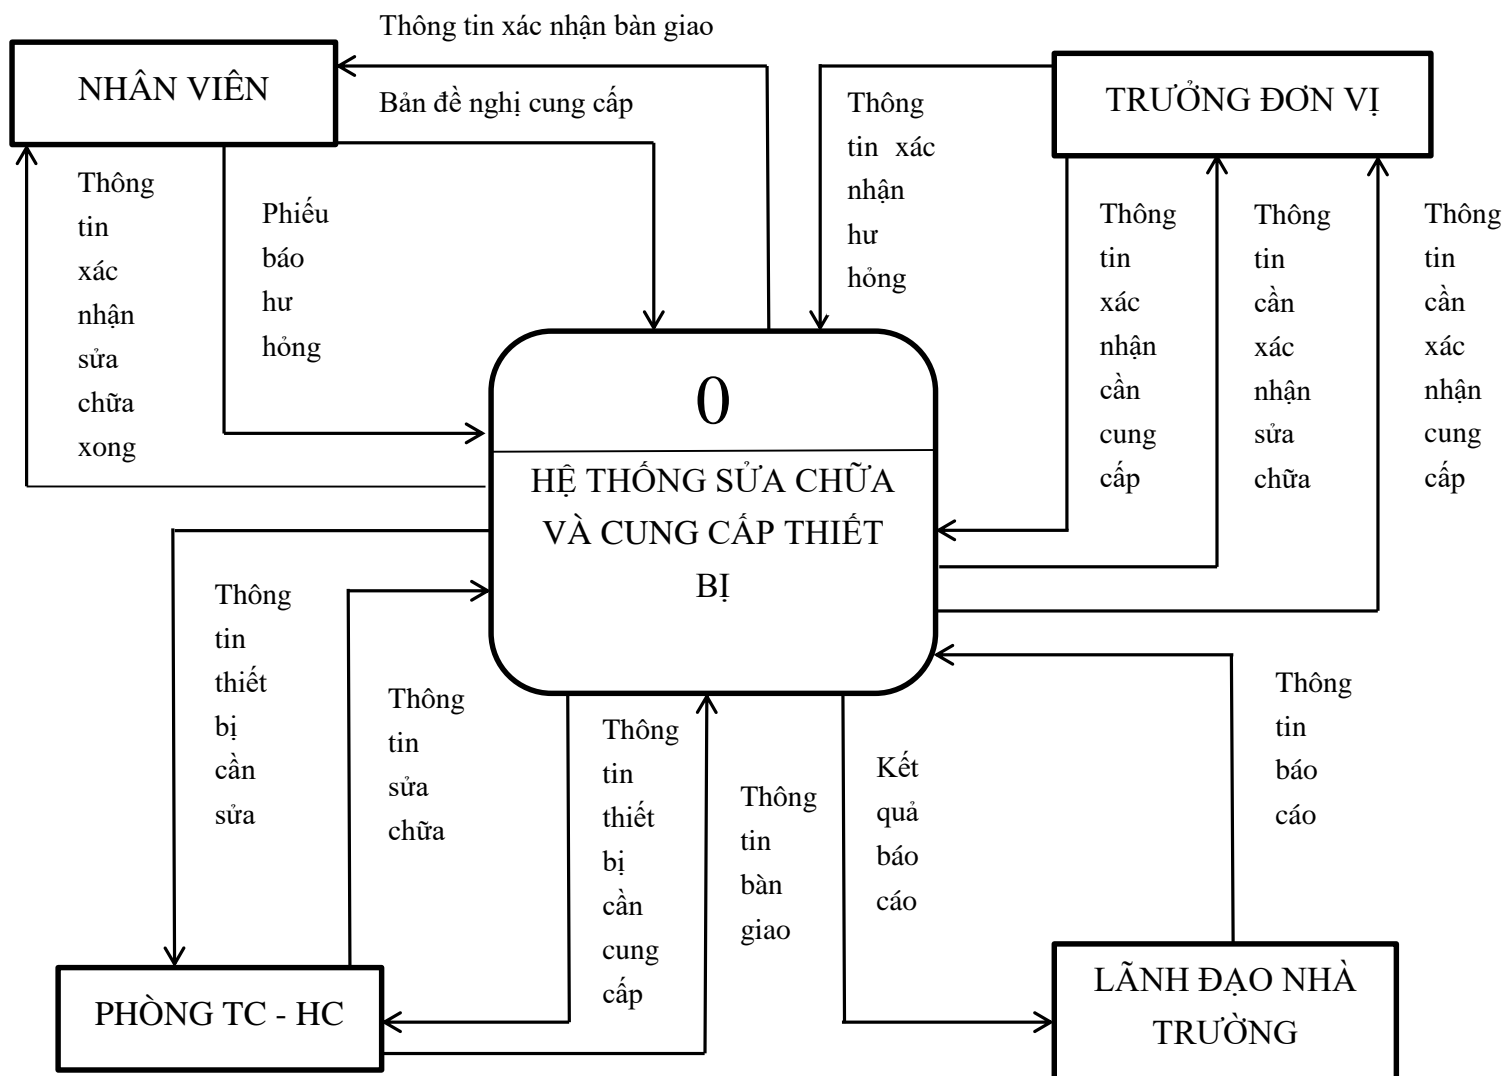 Thông tin xác nhận bàn giao
NHÂN VIÊN
Bản đề nghị cung cấp
TRƯỞNG ĐƠN VỊ
Thông
tin xác
nhận
hư
hỏng
Thông
tin
xác
nhận
sửa
chữa
xong
Phiếu
báo
hư
hỏng
Thông
tin
xác
nhận
cần
cung
cấp
Thông
tin
cần
xác
nhận
sửa
chữa
Thông
tin
cần
xác
nhận
cung
cấp
0
HỆ THỐNG SỬA CHỮA
VÀ CUNG CẤP THIẾT
BỊ
Thông
tin
thiết
bị
cần
sửa
Thông
tin
sửa
chữa
Thông
tin
thiết
bị
cần
cung
cấp
Thông
tin
bàn
giao
Kết
quả
báo
cáo
Thông
tin
báo
cáo
PHÒNG TC - HC
LÃNH ĐẠO NHÀ
TRƯỜNG